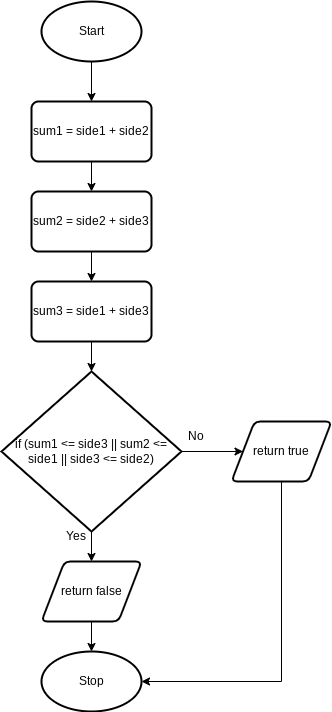 Start
sum1 = side1 + side2
sum2 = side2 + side3
sum3 = side1 + side3
if (sum1 <= side3 || sum2 <=
side1 || side3 <= side2)
No
return true
Yes
return false
Stop